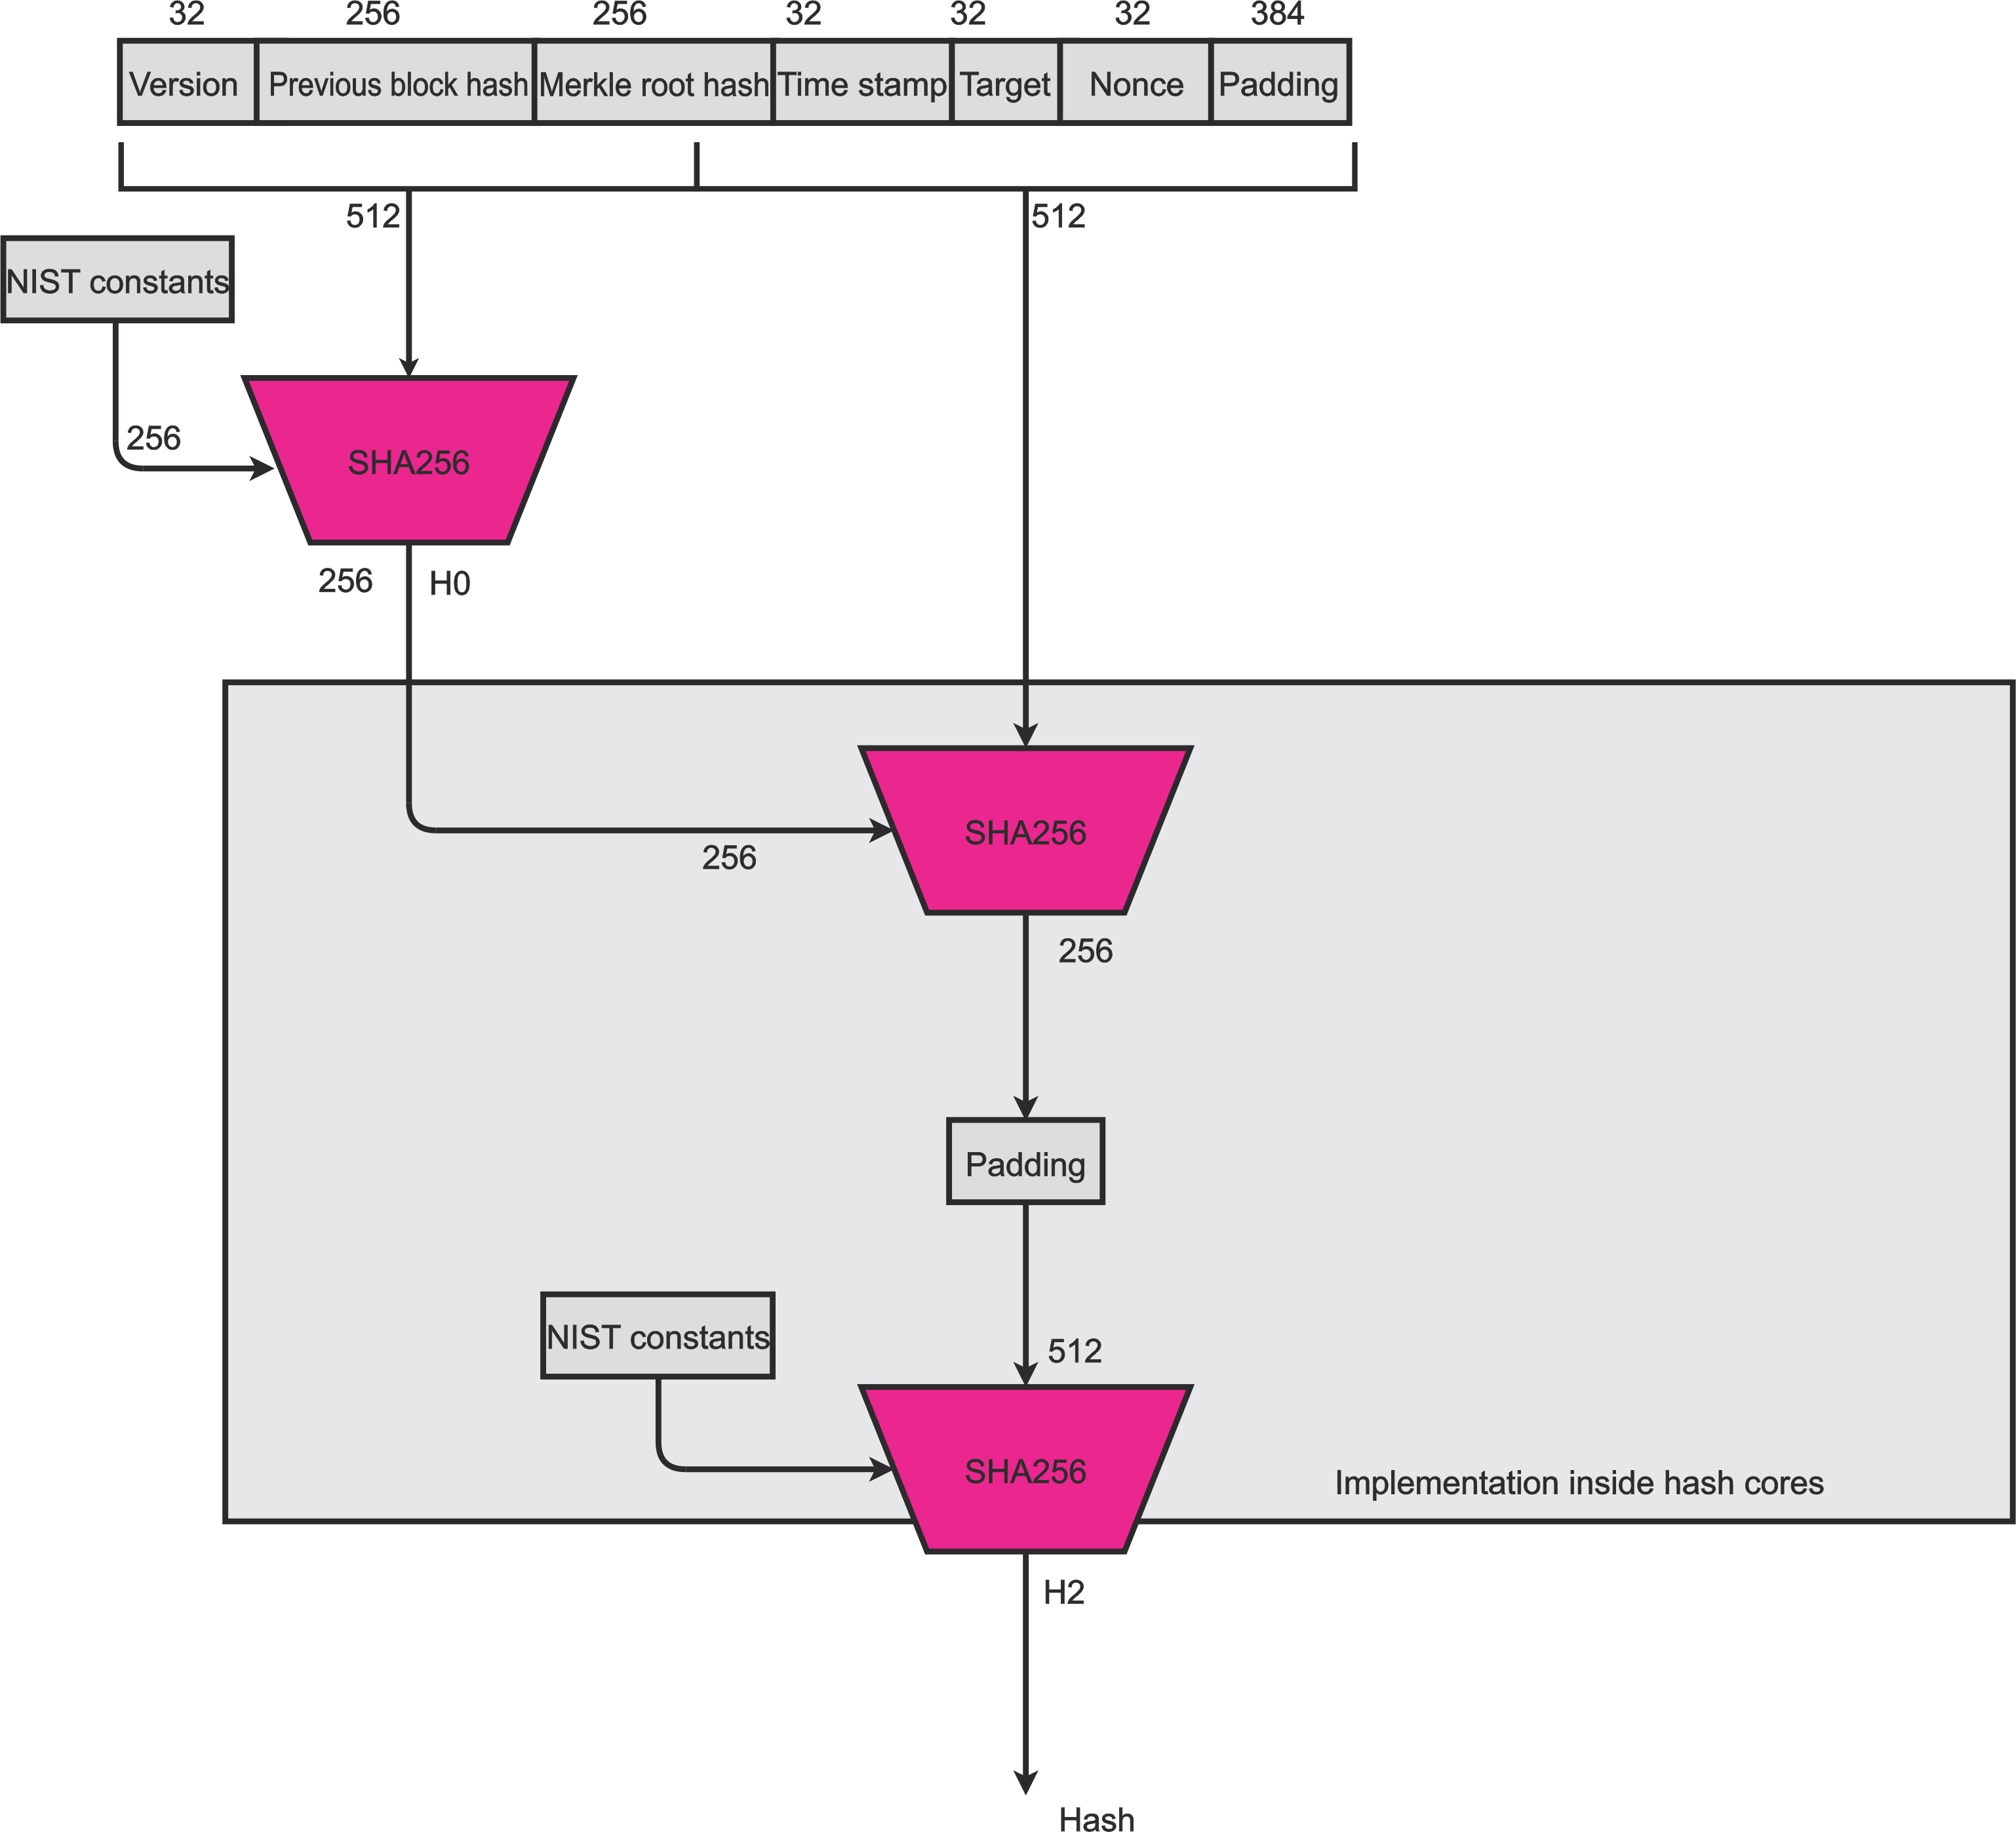 32 256 256 32 32 32 384
Version Previous block hash Merkle root hash Time stamp Target Nonce Padding
512 512
NIST constants
256
SHA256
256 H0
SHA256
256
256
Padding
NIST constants
512
SHA256
Implementation inside hash cores
H2
Hash